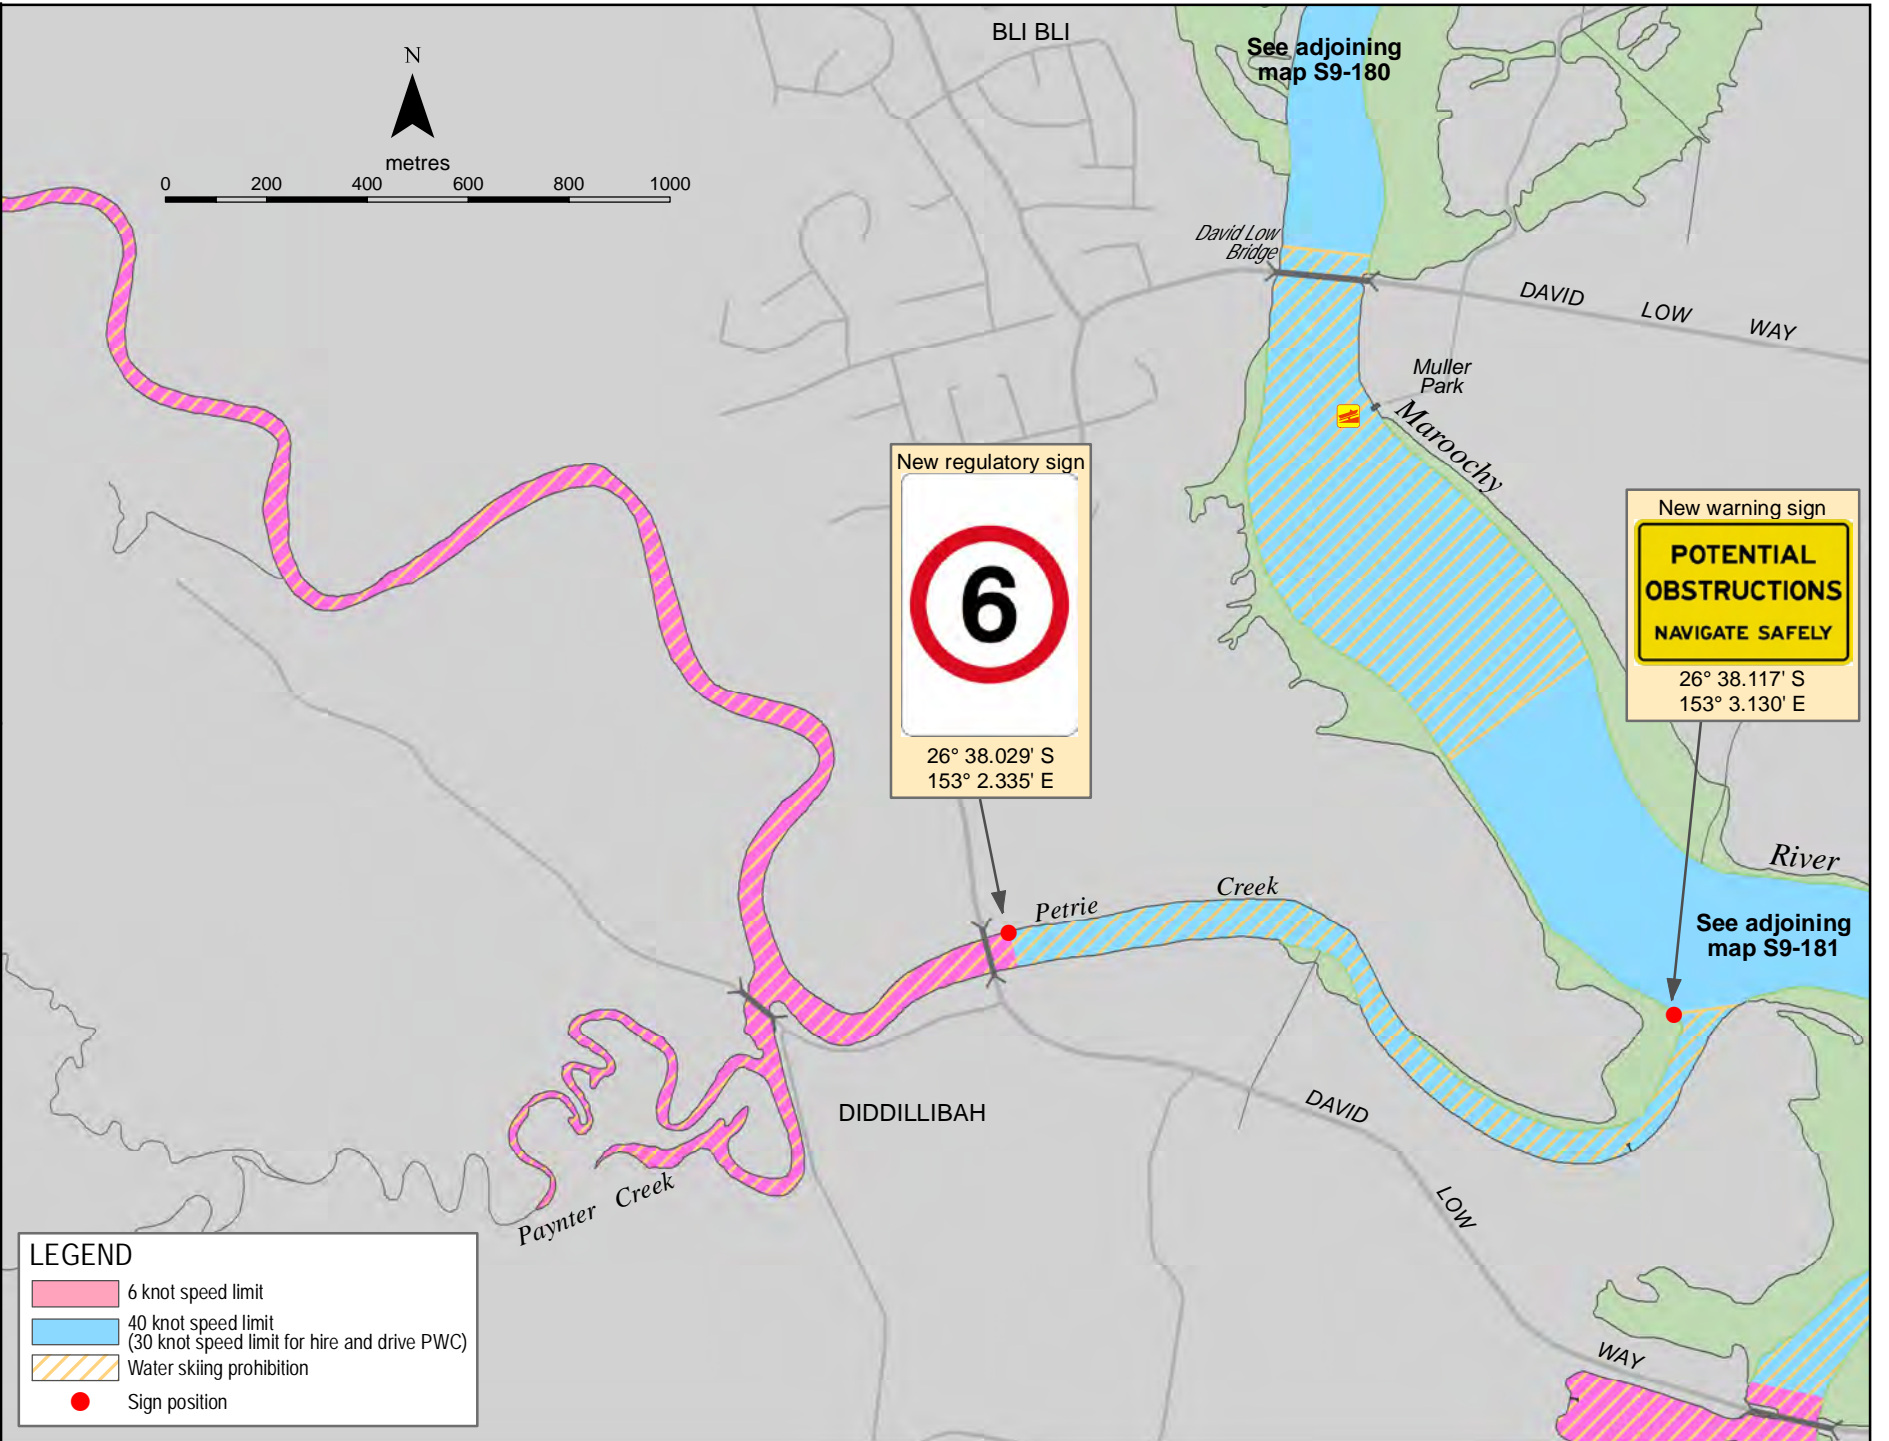 BLI BLI
See adjoining
map S9-180
N
metres
0 200 400 600 800 1000
David Low
Bridge
DAVID LOW WAY
Muller
Park
Maroochy
New regulatory sign
6
26° 38.029' S
153° 2.335' E
New warning sign
POTENTIAL
OBSTRUCTIONS
NAVIGATE SAFELY
26° 38.117' S
153° 3.130' E
River
Petrie Creek
See adjoining
map S9-181
DIDDILLIBAH
DAVID
LOW
WAY
Paynter Creek
LEGEND
6 knot speed limit
40 knot speed limit
(30 knot speed limit for hire and drive PWC)
Water skiing prohibition
Sign position